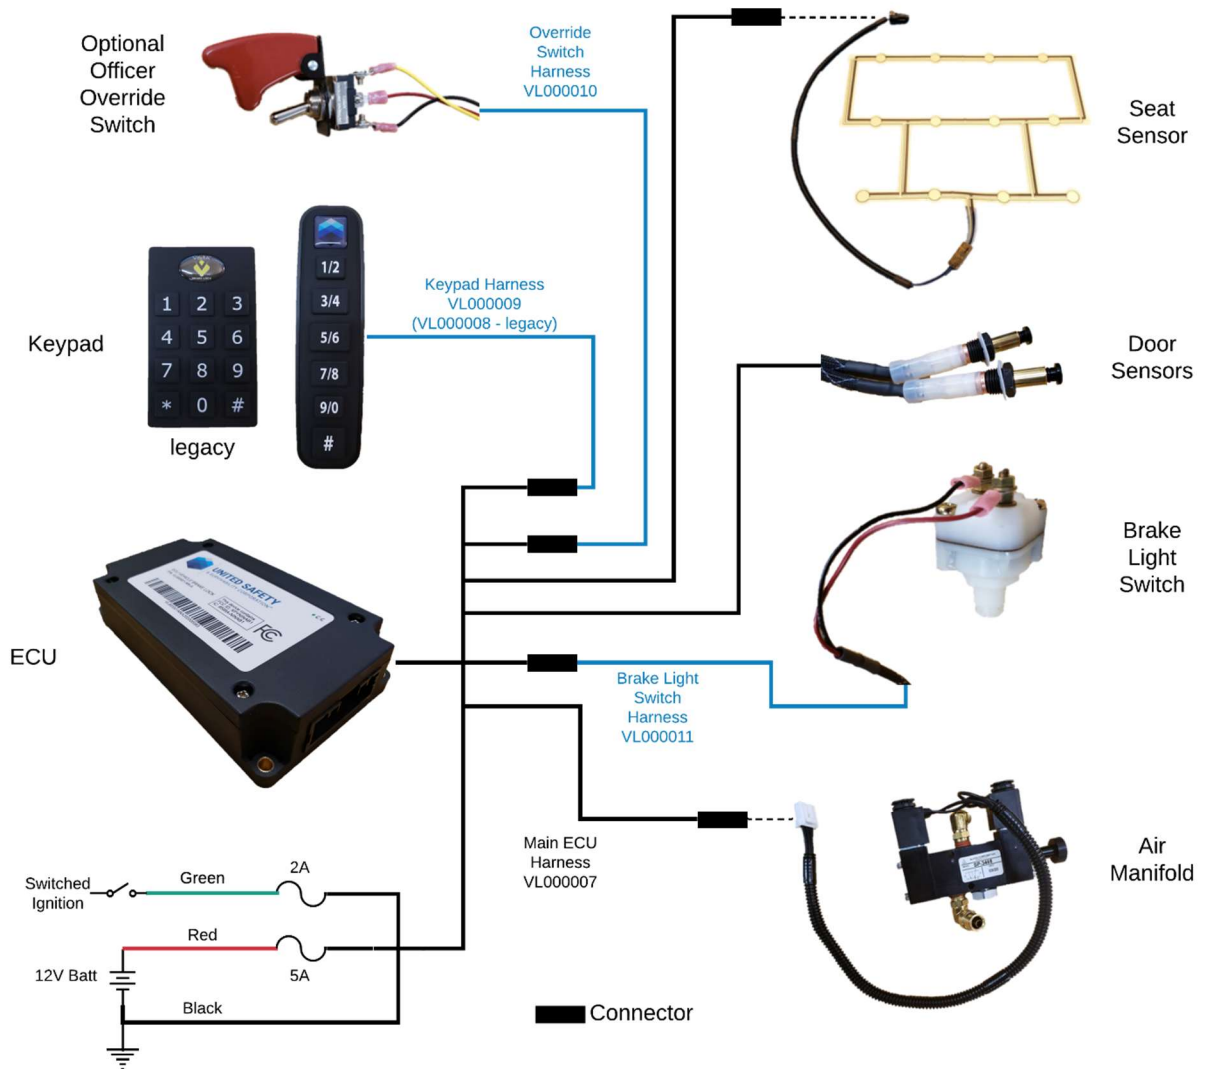 Optional
Officer
Override
Switch
Override
Switch
Harness
VL000010
Seat
Sensor
Keypad
1 2 3
4 5 6
7 8 9
* 0 #
legacy
1/2
3/4
5/6
7/8
9/0
#
Keypad Harness
VL000009
(VL000008 - legacy)
Door
Sensors
Brake
Light
Switch
ECU
UNITED SAFETY
FC
Brake Light
Switch
Harness
VL000011
Main ECU
Harness
VL000007
Air
Manifold
Switched
Ignition
Green
2A
Red
5A
12V Batt
Black
Connector